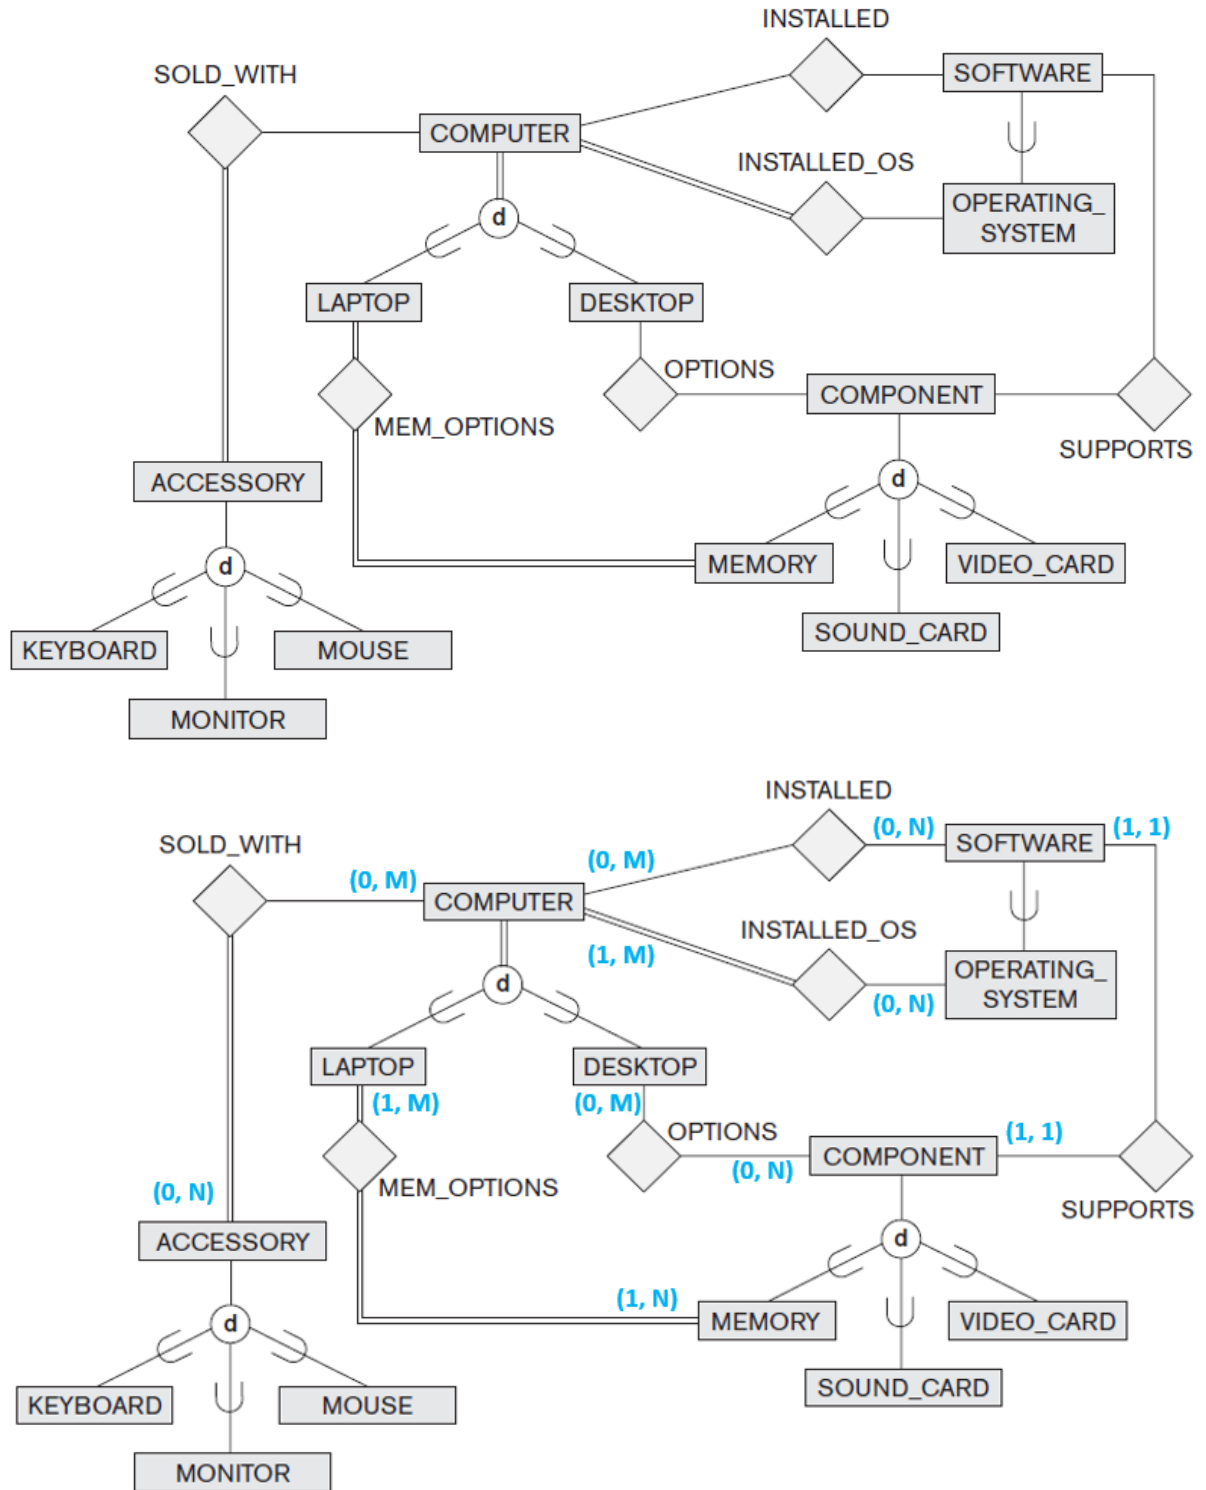 INSTALLED
SOLD_WITH
SOFTWARE
COMPUTER
INSTALLED_OS
d
OPERATING_
SYSTEM
LAPTOP
DESKTOP
OPTIONS
COMPONENT
MEM_OPTIONS
SUPPORTS
ACCESSORY
d
d
MEMORY
VIDEO_CARD
KEYBOARD
MOUSE
SOUND_CARD
MONITOR
INSTALLED
SOLD_WITH
(0, N)
SOFTWARE
(1, 1)
(0, M)
(0, M)
COMPUTER
INSTALLED_OS
(1, M)
d
OPERATING_
SYSTEM
(0, N)
LAPTOP
DESKTOP
(1, M)
(0, M)
OPTIONS
(1, 1)
COMPONENT
(0, N)
MEM_OPTIONS
(0, N)
SUPPORTS
ACCESSORY
d
(1, N)
MEMORY
VIDEO_CARD
d
SOUND_CARD
KEYBOARD
MOUSE
MONITOR